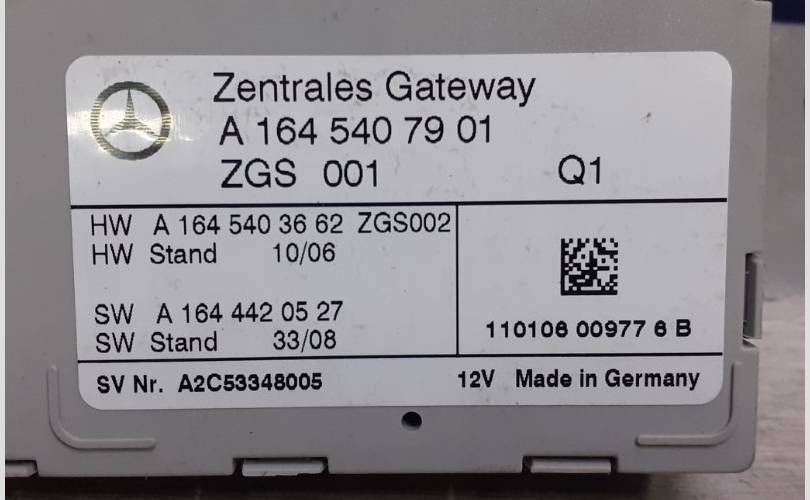 Zentrales Gateway
A 164 540 79 01
ZGS 001 Q1
HW A 164 540 36 62 ZGS002
HW Stand 10/06
SW A 164 442 05 27
SW Stand 33/08
110106 00977 6 B
SV Nr. A2C53348005
12V Made in Germany